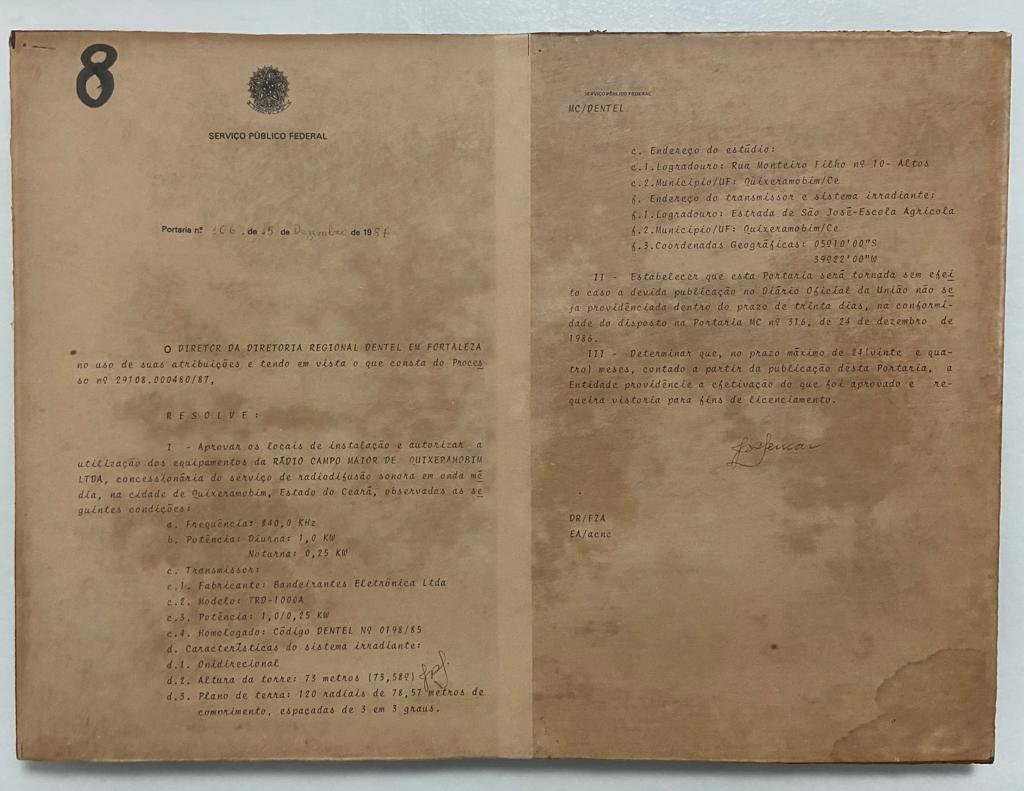 8
SERVIÇO PÚBLICO FEDERAL
Portaria nº 106 . de 15 de Dezembro de 1987
O DIRETOR DA DIRETORIA REGIONAL DENTEL EM FORTALEZA
no uso de suas atribuições e tendo em vista o que consta do Proces
so nº 29108.000480/87,
R E S O L V E :
I - Aprovar os locais de instalação e autorizar a
utilização dos equipamentos da RÁDIO CAMPO MAIOR DE QUIXERAMOBIM
LTDA, concessionária do serviço de radiodifusão sonora em onda mé
dia, na cidade de Quixeramobim, Estado do Ceará, observadas as se
guintes condições:
a. Frequência: 840,0 KHz
b. Potência: Diurna: 1,0 KW
Noturna: 0,25 KW
c. Transmissor:
c.1. Fabricante: Bandeirantes Eletrônica Ltda
c.2. Modelo: TRD-1000A
c.3. Potência: 1,0/0,25 KW
c.4. Homologado: Código DENTEL Nº 0198/85
d. Características do sistema irradiante:
d.1. Onidirecional
d.2. Altura da torre: 73 metros (73,58º)
d.3. Plano de terra: 120 radiais de 78,57 metros de
comprimento, espaçadas de 3 em 3 graus.
SERVIÇO PÚBLICO FEDERAL
MC/DENTEL
c. Endereço do estúdio:
c.1.Logradouro: Rua Monteiro Filho nº 10- Altos
c.2.Município/UF: Quixeramobim/Ce
f. Endereço do transmissor e sistema irradiante:
f.1.Logradouro: Estrada de São José-Escola Agrícola
f.2.Município/UF: Quixeramobim/Ce
f.3.Coordenadas Geográficas: 05º10'00"S
39º22'00"W
II - Estabelecer que esta Portaria será tornada sem efei
to caso a devida publicação no Diário Oficial da União não se
ja providênciada dentro do prazo de trinta dias, na conformi-
dade do disposto na Portaria MC nº 316, de 24 de dezembro de
1986.
III - Determinar que, no prazo máximo de 24(vinte e qua-
tro) meses, contado a partir da publicação desta Portaria, a
Entidade providêncie a efetivação do que foi aprovado e re-
queira vistoria para fins de licenciamento.
DR/FZA
EA/acnc